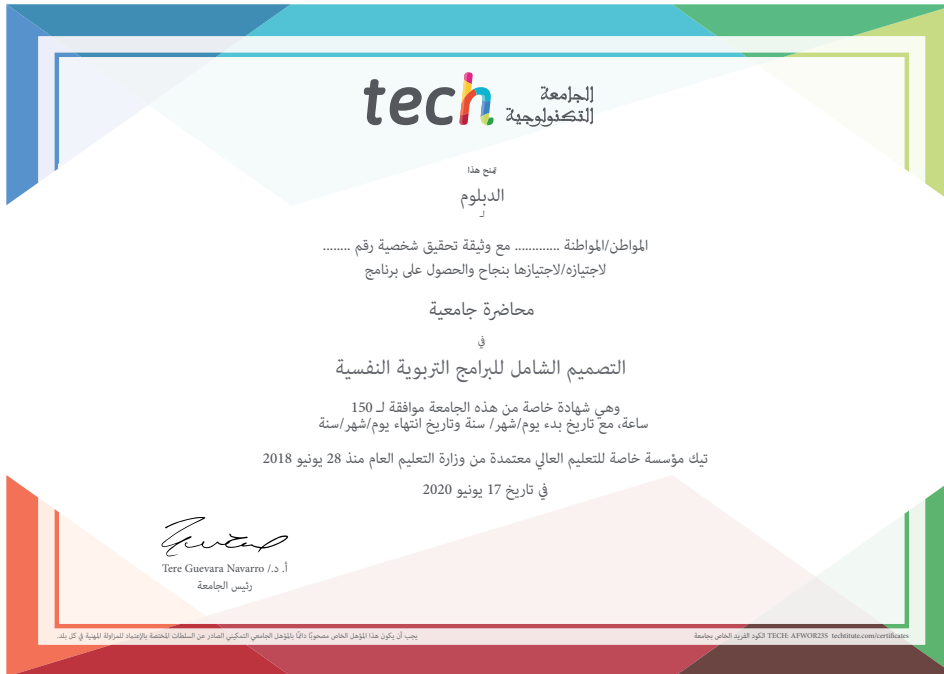 tech الجامعة
التكنولوجية
تمنح هذا
الدبلوم
لـ
المواطن/المواطنة ............ مع وثيقة تحقيق شخصية رقم ........
لاجتيازه/لاجتيازها بنجاح والحصول على برنامج
محاضرة جامعية
في
التصميم الشامل للبرامج التربوية النفسية
وهي شهادة خاصة من هذه الجامعة موافقة لـ 150
ساعة، مع تاريخ بدء يوم/شهر/ سنة وتاريخ انتهاء يوم/شهر/سنة
تيك مؤسسة خاصة للتعليم العالي معتمدة من وزارة التعليم العام منذ 28 يونيو 2018
في تاريخ 17 يونيو 2020
أ. د./ Tere Guevara Navarro
رئيس الجامعة
يجب أن يكون هذا المؤهل الخاص مصحوبًا دائمًا بالمؤهل الجامعي التمكيني الصادر عن السلطات المختصة بالإعتماد للمزاولة المهنية في كل بلد.
الكود الفريد الخاص بجامعة TECH: AFWOR23S techtitute.com/certificates